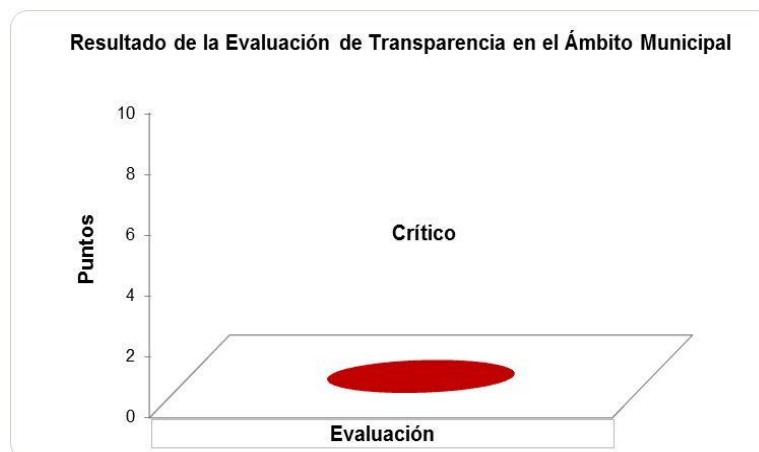 Resultado de la Evaluación de Transparencia en el Ámbito Municipal
10
8
6
4
2
0
Puntos
Crítico
Evaluación